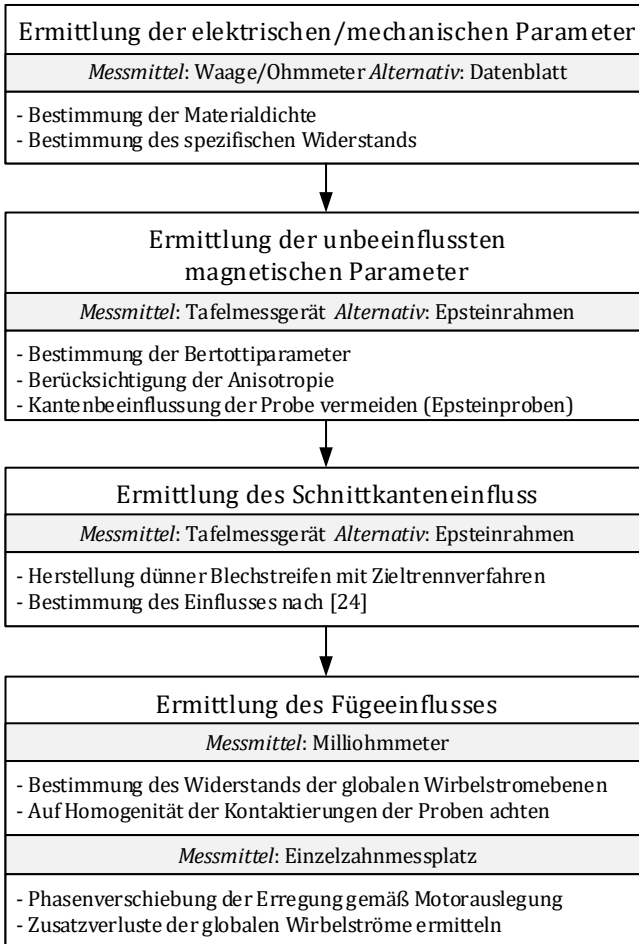 Ermittlung der elektrischen/mechanischen Parameter
Messmittel: Waage/Ohmmeter Alternativ: Datenblatt
- Bestimmung der Materialdichte
- Bestimmung des spezifischen Widerstands
Ermittlung der unbeeinflussten
magnetischen Parameter
Messmittel: Tafelmessgerät Alternativ: Epsteinrahmen
- Bestimmung der Bertottiparameter
- Berücksichtigung der Anisotropie
- Kantenbeeinflussung der Probe vermeiden (Epsteinproben)
Ermittlung des Schnittkanteneinfluss
Messmittel: Tafelmessgerät Alternativ: Epsteinrahmen
- Herstellung dünner Blechstreifen mit Zieltrennverfahren
- Bestimmung des Einflusses nach [24]
Ermittlung des Fügeeinflusses
Messmittel: Milliohmmeter
- Bestimmung des Widerstands der globalen Wirbelstromebenen
- Auf Homogenität der Kontaktierungen der Proben achten
Messmittel: Einzelzahnmessplatz
- Phasenverschiebung der Erregung gemäß Motorauslegung
- Zusatzverluste der globalen Wirbelströme ermitteln